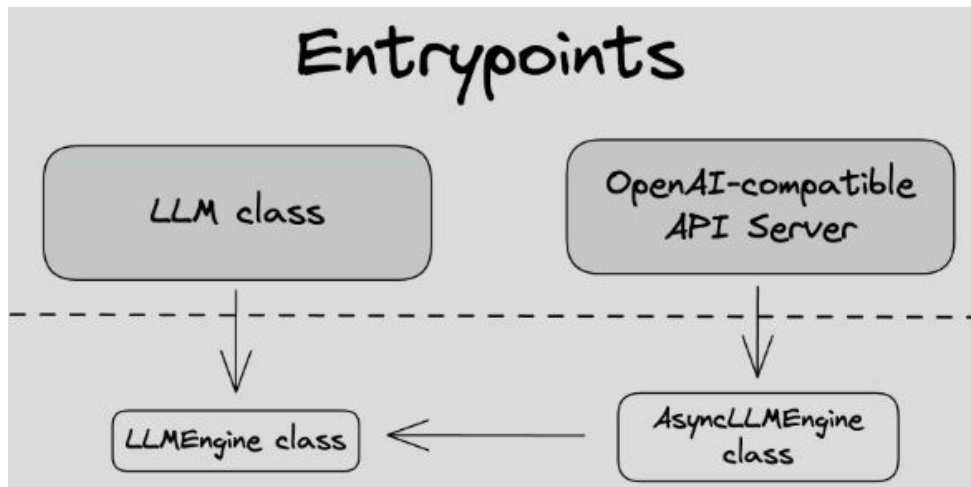 Entrypoints
LLM class
OpenAI-compatible
API Server
LLMEngine class
AsyncLLMEngine
class